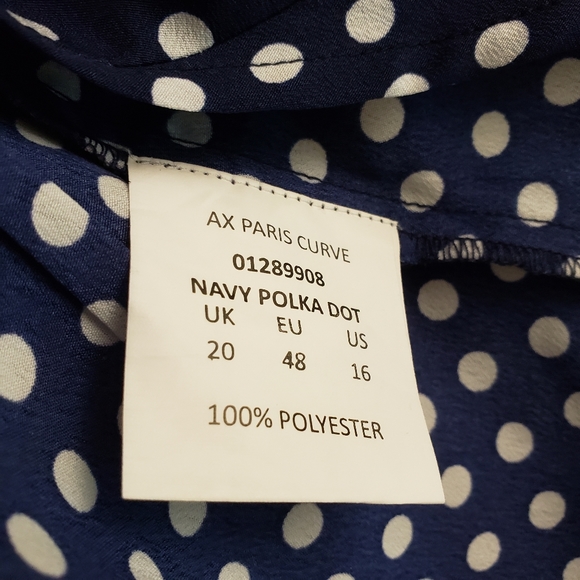 AX PARIS CURVE
01289908
NAVY POLKA DOT
UK EU US
20 48 16
100% POLYESTER